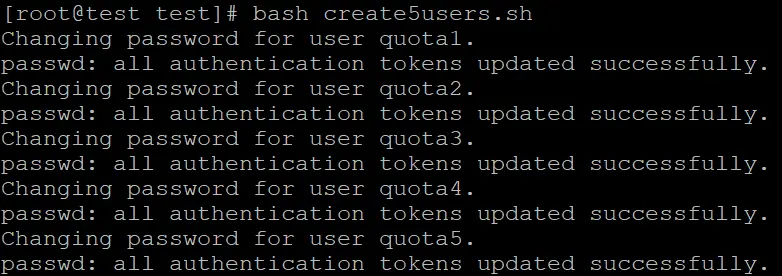 [root@test test]# bash create5users.sh
Changing password for user quota1.
passwd: all authentication tokens updated successfully.
Changing password for user quota2.
passwd: all authentication tokens updated successfully.
Changing password for user quota3.
passwd: all authentication tokens updated successfully.
Changing password for user quota4.
passwd: all authentication tokens updated successfully.
Changing password for user quota5.
passwd: all authentication tokens updated successfully.